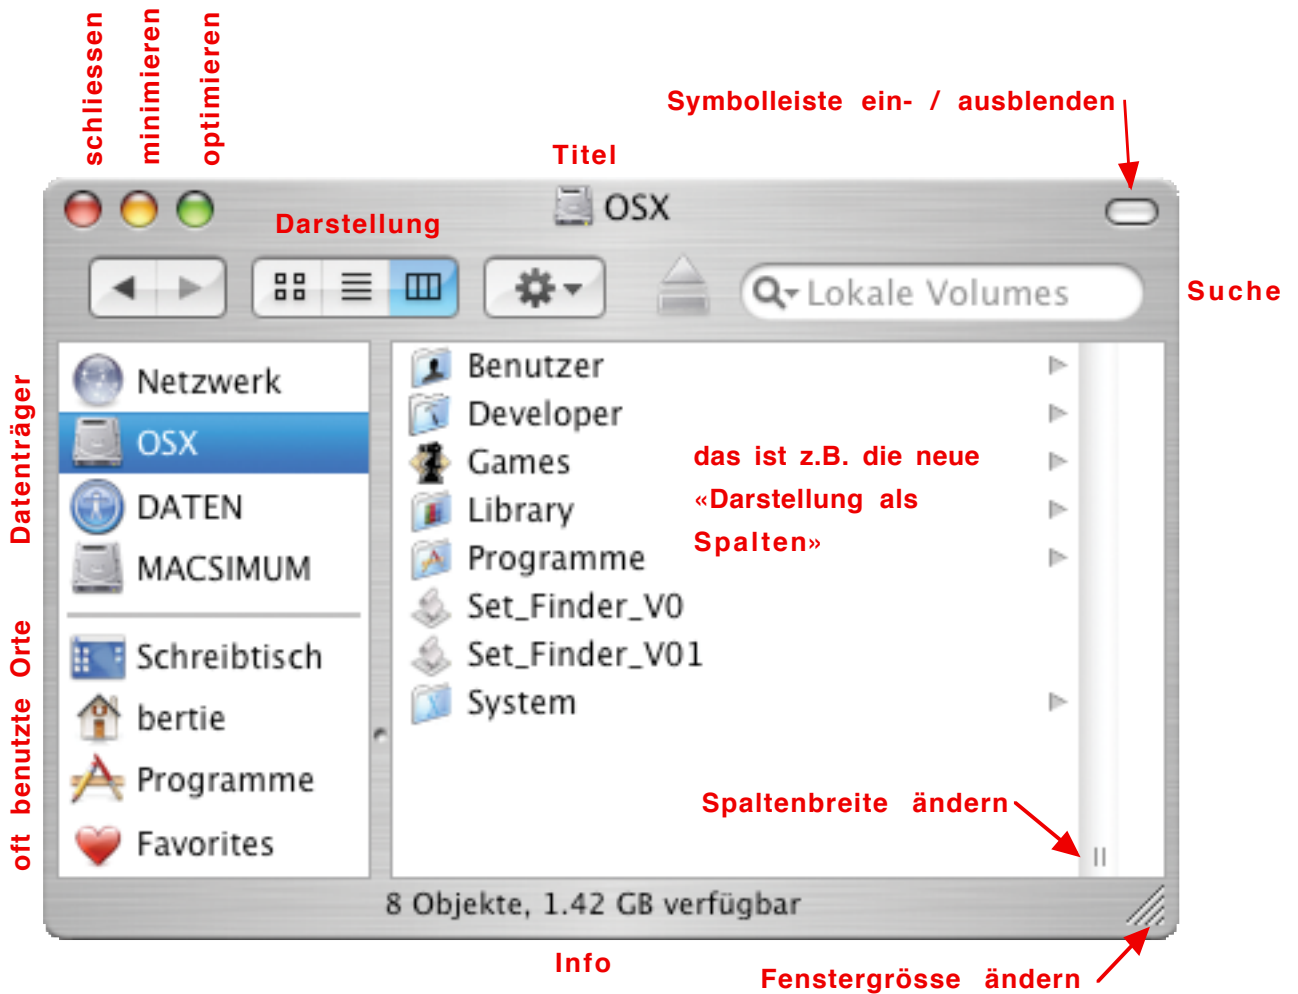 schliessen
minimieren
optimieren
Symbolleiste ein- / ausblenden
Titel
OSX
Darstellung
Lokale Volumes
Suche
Datenträger
Netzwerk
OSX
DATEN
MACSIMUM
oft benutzte Orte
Schreibtisch
bertie
Programme
Favorites
Benutzer
Developer
Games
Library
Programme
Set_Finder_V0
Set_Finder_V01
System
das ist z.B. die neue
«Darstellung als
Spalten»
Spaltenbreite ändern
8 Objekte, 1.42 GB verfügbar
Info
Fenstergrösse ändern